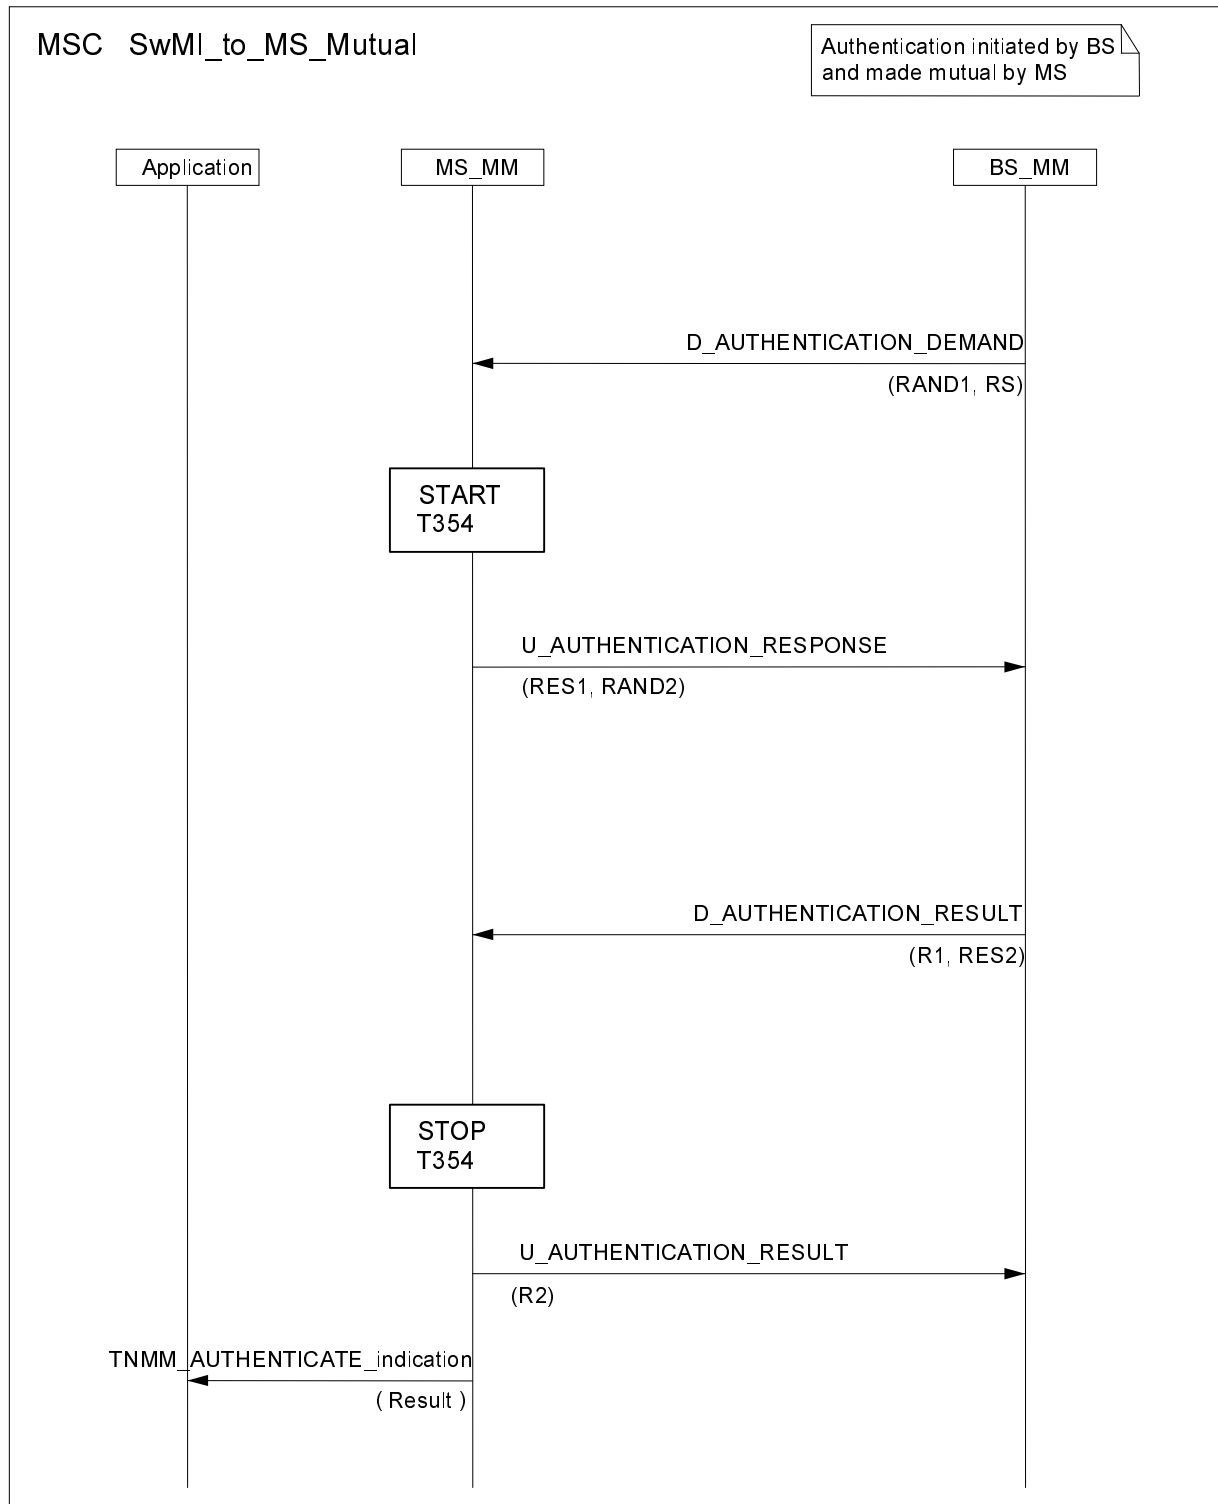 MSC SwMI_to_MS_Mutual
Authentication initiated by BS
and made mutual by MS
Application
MS_MM
BS_MM
D_AUTHENTICATION_DEMAND
(RAND1, RS)
START
T354
U_AUTHENTICATION_RESPONSE
(RES1, RAND2)
D_AUTHENTICATION_RESULT
(R1, RES2)
STOP
T354
U_AUTHENTICATION_RESULT
(R2)
TNMM_AUTHENTICATE_indication
( Result )